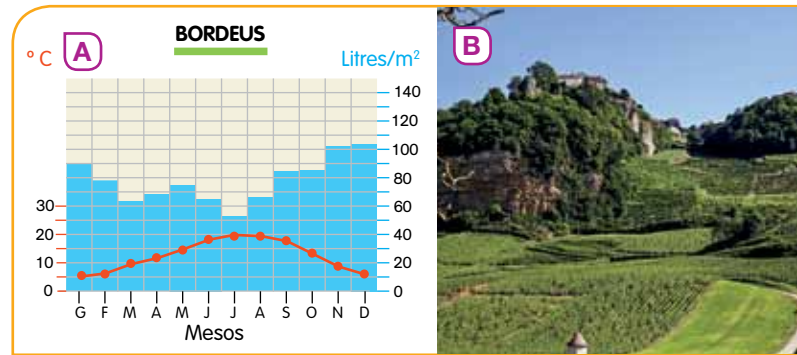 BORDEUS
A
° C
Litres/m²
140
120
100
80
60
40
20
0
30
20
10
0
G F M A M J J A S O N D
Mesos
B